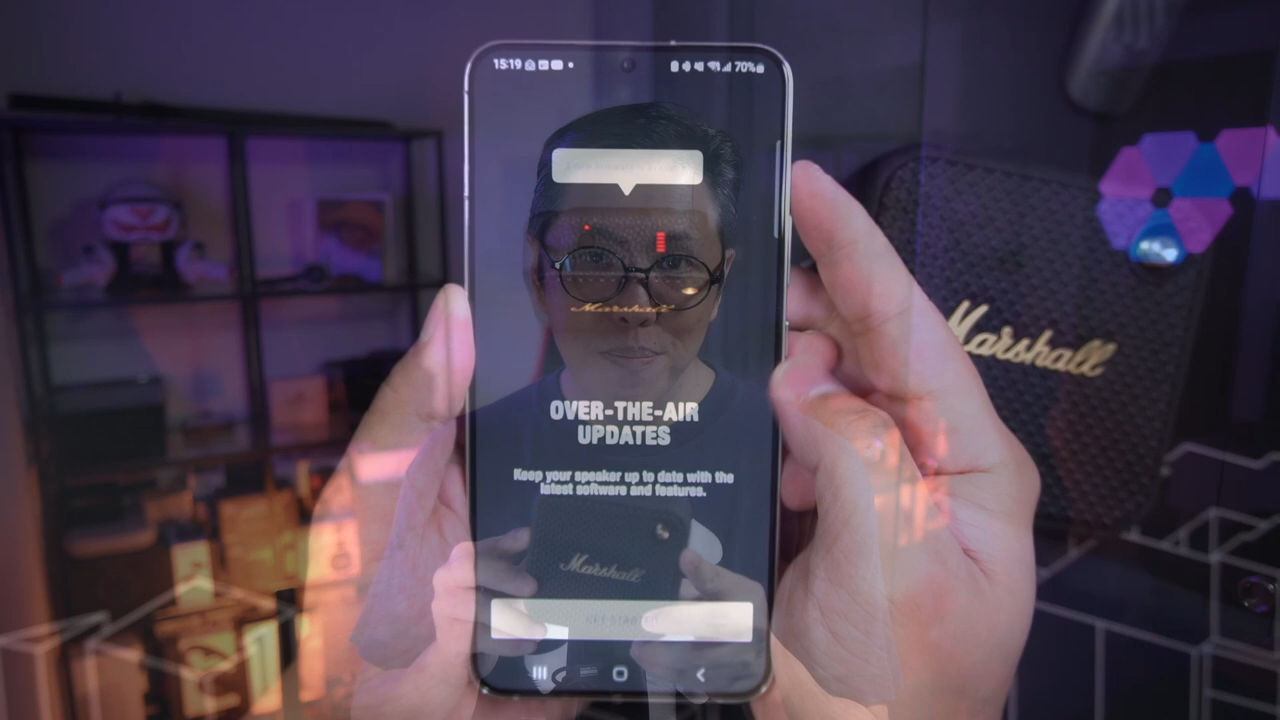 15:19
70%
Marshall
Marshall
OVER-THE-AIR
UPDATES
Keep your speaker up to date with the
latest software and features.
Marshall